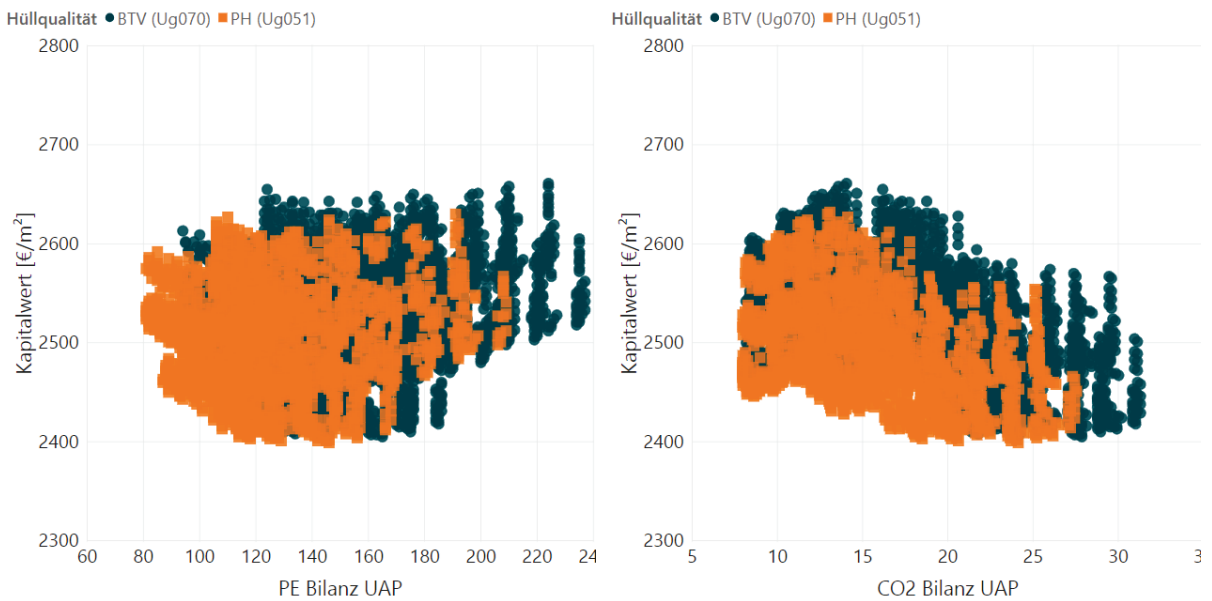 Hüllqualität BTV (Ug070) PH (Ug051)
2800
2700
2600
2500
2400
2300
Kapitalwert [€/m²]
60 80 100 120 140 160 180 200 220 24
PE Bilanz UAP
Hüllqualität BTV (Ug070) PH (Ug051)
2800
2700
2600
2500
2400
2300
Kapitalwert [€/m²]
5 10 15 20 25 30 3
CO2 Bilanz UAP